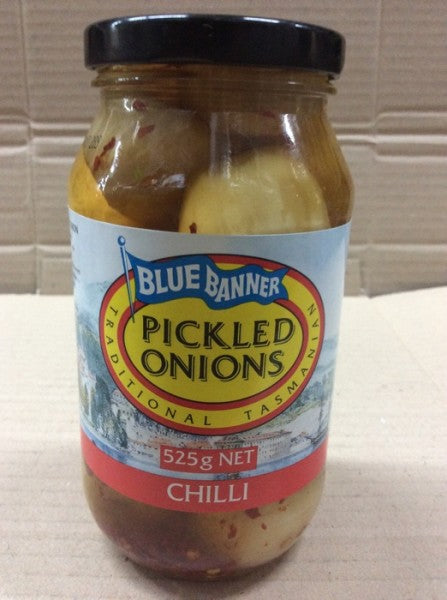 BLUE BANNER
PICKLED
ONIONS
TRADITIONAL TASMANIAN
525g NET
CHILLI